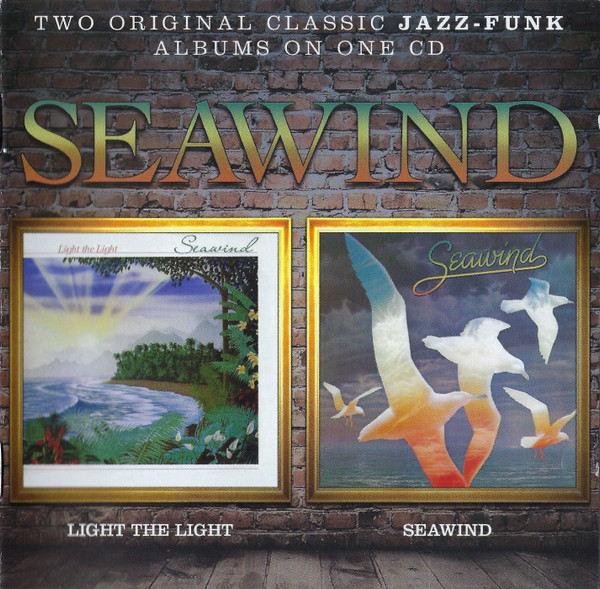 TWO ORIGINAL CLASSIC JAZZ-FUNK
ALBUMS ON ONE CD
SEAWIND
Light the Light
Seawind
Seawind
LIGHT THE LIGHT
SEAWIND